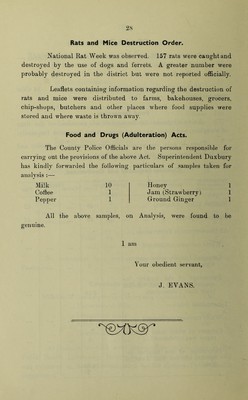 28
Rats and Mice Destruction Order.
National Rat Week was observed. 157 rats were caught and
destroyed by the use of dogs and ferrets. A greater number were
probably destroyed in the district but were not reported officially.
Leaflets containing information regarding the destruction of
rats and mice were distributed to farms, bakehouses, grocers,
chip-shops, butchers and other places where food supplies were
stored and where waste is thrown away
Food and Drugs (Adulteration) Acts.
The County Police Officials are the persons responsible for
carrying out the provisions of the above Act. Superintendent Duxbury
has kindly forwarded the following particulars of samples taken for
analysis :—
Milk 10 Honey 1
Coffee 1 Jam (Strawberry) 1
Pepper 1 Ground Ginger 1
All the above samples, on Analysis, were found to be
genuine.
I am
Your obedient servant,
J. EVANS.